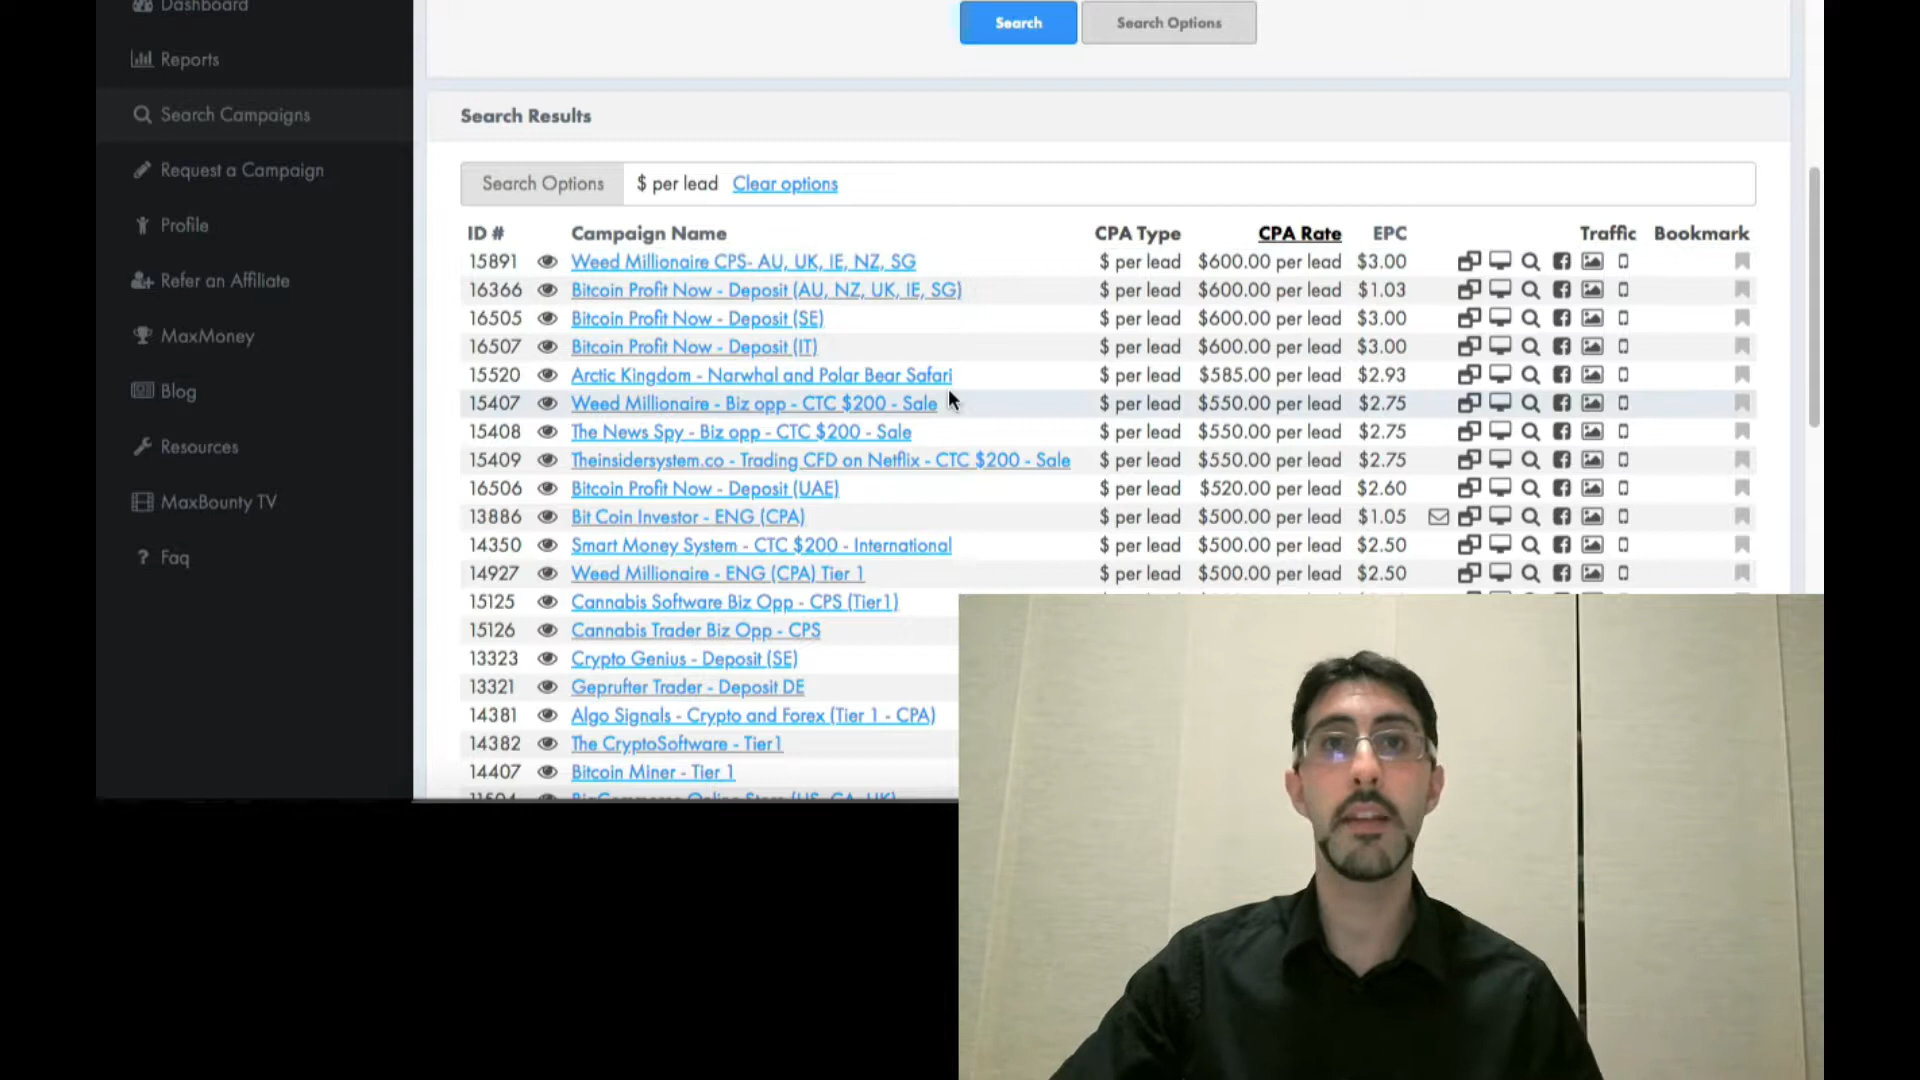 Dashboard
Reports
Search Campaigns
Request a Campaign
Profile
Refer an Affiliate
MaxMoney
Blog
Resources
MaxBounty TV
? Faq
Search Search Options
Search Results
Search Options $ per lead Clear options
ID # Campaign Name CPA Type CPA Rate EPC Traffic Bookmark
15891 Weed Millionaire CPS- AU, UK, IE, NZ, SG $ per lead $600.00 per lead $3.00
16366 Bitcoin Profit Now - Deposit (AU, NZ, UK, IE, SG) $ per lead $600.00 per lead $1.03
16505 Bitcoin Profit Now - Deposit (SE) $ per lead $600.00 per lead $3.00
16507 Bitcoin Profit Now - Deposit (IT) $ per lead $600.00 per lead $3.00
15520 Arctic Kingdom - Narwhal and Polar Bear Safari $ per lead $585.00 per lead $2.93
15407 Weed Millionaire - Biz opp - CTC $200 - Sale $ per lead $550.00 per lead $2.75
15408 The News Spy - Biz opp - CTC $200 - Sale $ per lead $550.00 per lead $2.75
15409 Theinsidersystem.co - Trading CFD on Netflix - CTC $200 - Sale $ per lead $550.00 per lead $2.75
16506 Bitcoin Profit Now - Deposit (UAE) $ per lead $520.00 per lead $2.60
13886 Bit Coin Investor - ENG (CPA) $ per lead $500.00 per lead $1.05
14350 Smart Money System - CTC $200 - International $ per lead $500.00 per lead $2.50
14927 Weed Millionaire - ENG (CPA) Tier 1 $ per lead $500.00 per lead $2.50
15125 Cannabis Software Biz Opp - CPS (Tier1)
15126 Cannabis Trader Biz Opp - CPS
13323 Crypto Genius - Deposit (SE)
13321 Geprufter Trader - Deposit DE
14381 Algo Signals - Crypto and Forex (Tier 1 - CPA)
14382 The CryptoSoftware - Tier1
14407 Bitcoin Miner - Tier 1